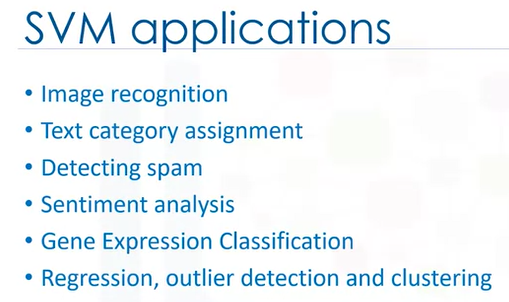 SVM applications
• Image recognition
• Text category assignment
• Detecting spam
• Sentiment analysis
• Gene Expression Classification
• Regression, outlier detection and clustering